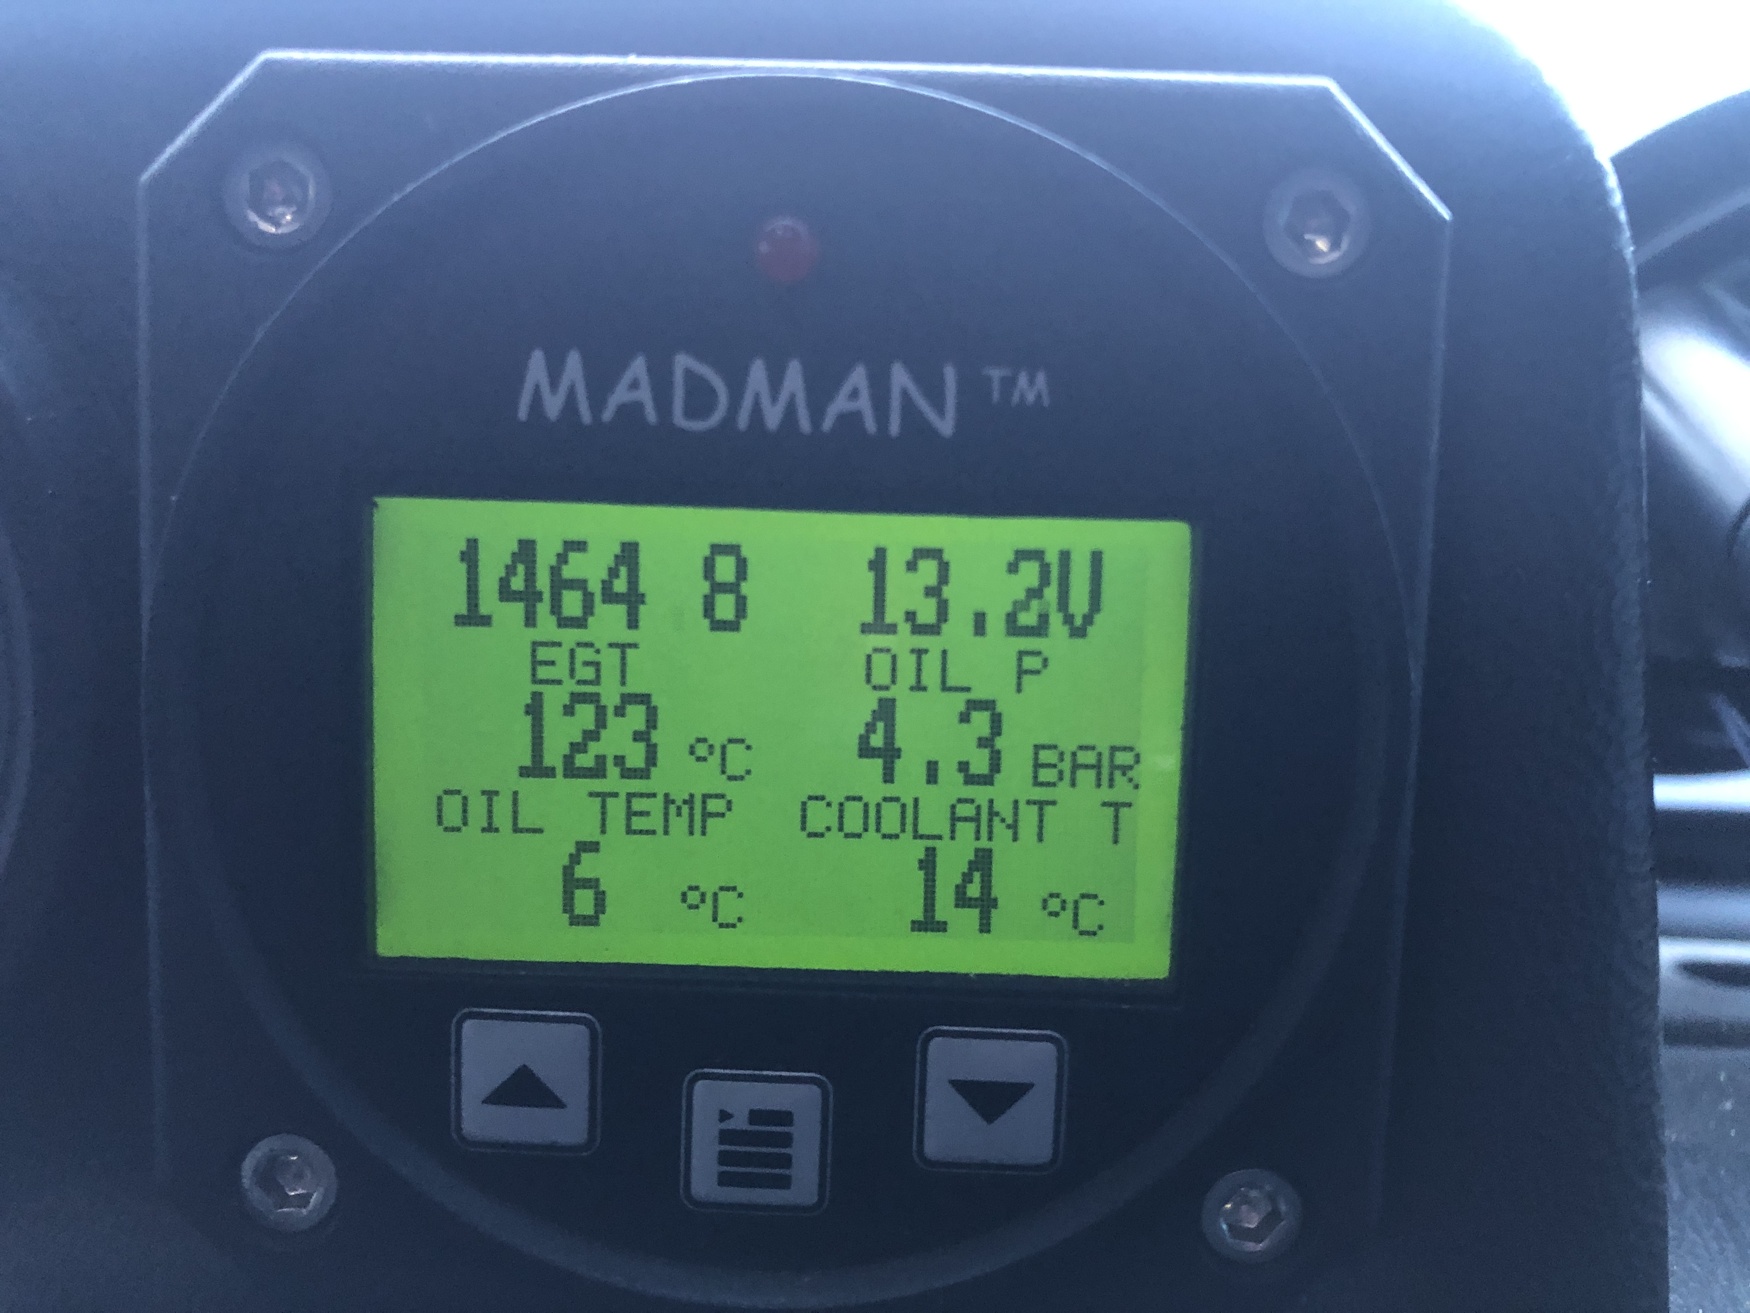 MADMAN™
1464 8 13.2V
EGT OIL P
123 °C 4.3 BAR
OIL TEMP COOLANT T
6 °C 14 °C